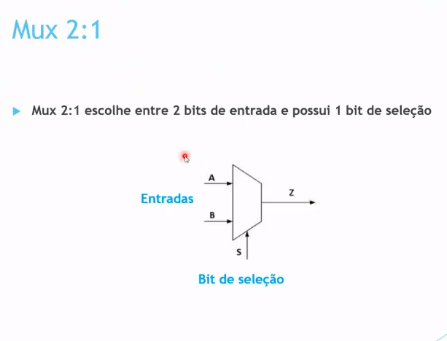 Mux 2:1
Mux 2:1 escolhe entre 2 bits de entrada e possui 1 bit de seleção
A
Entradas
Z
B
S
Bit de seleção